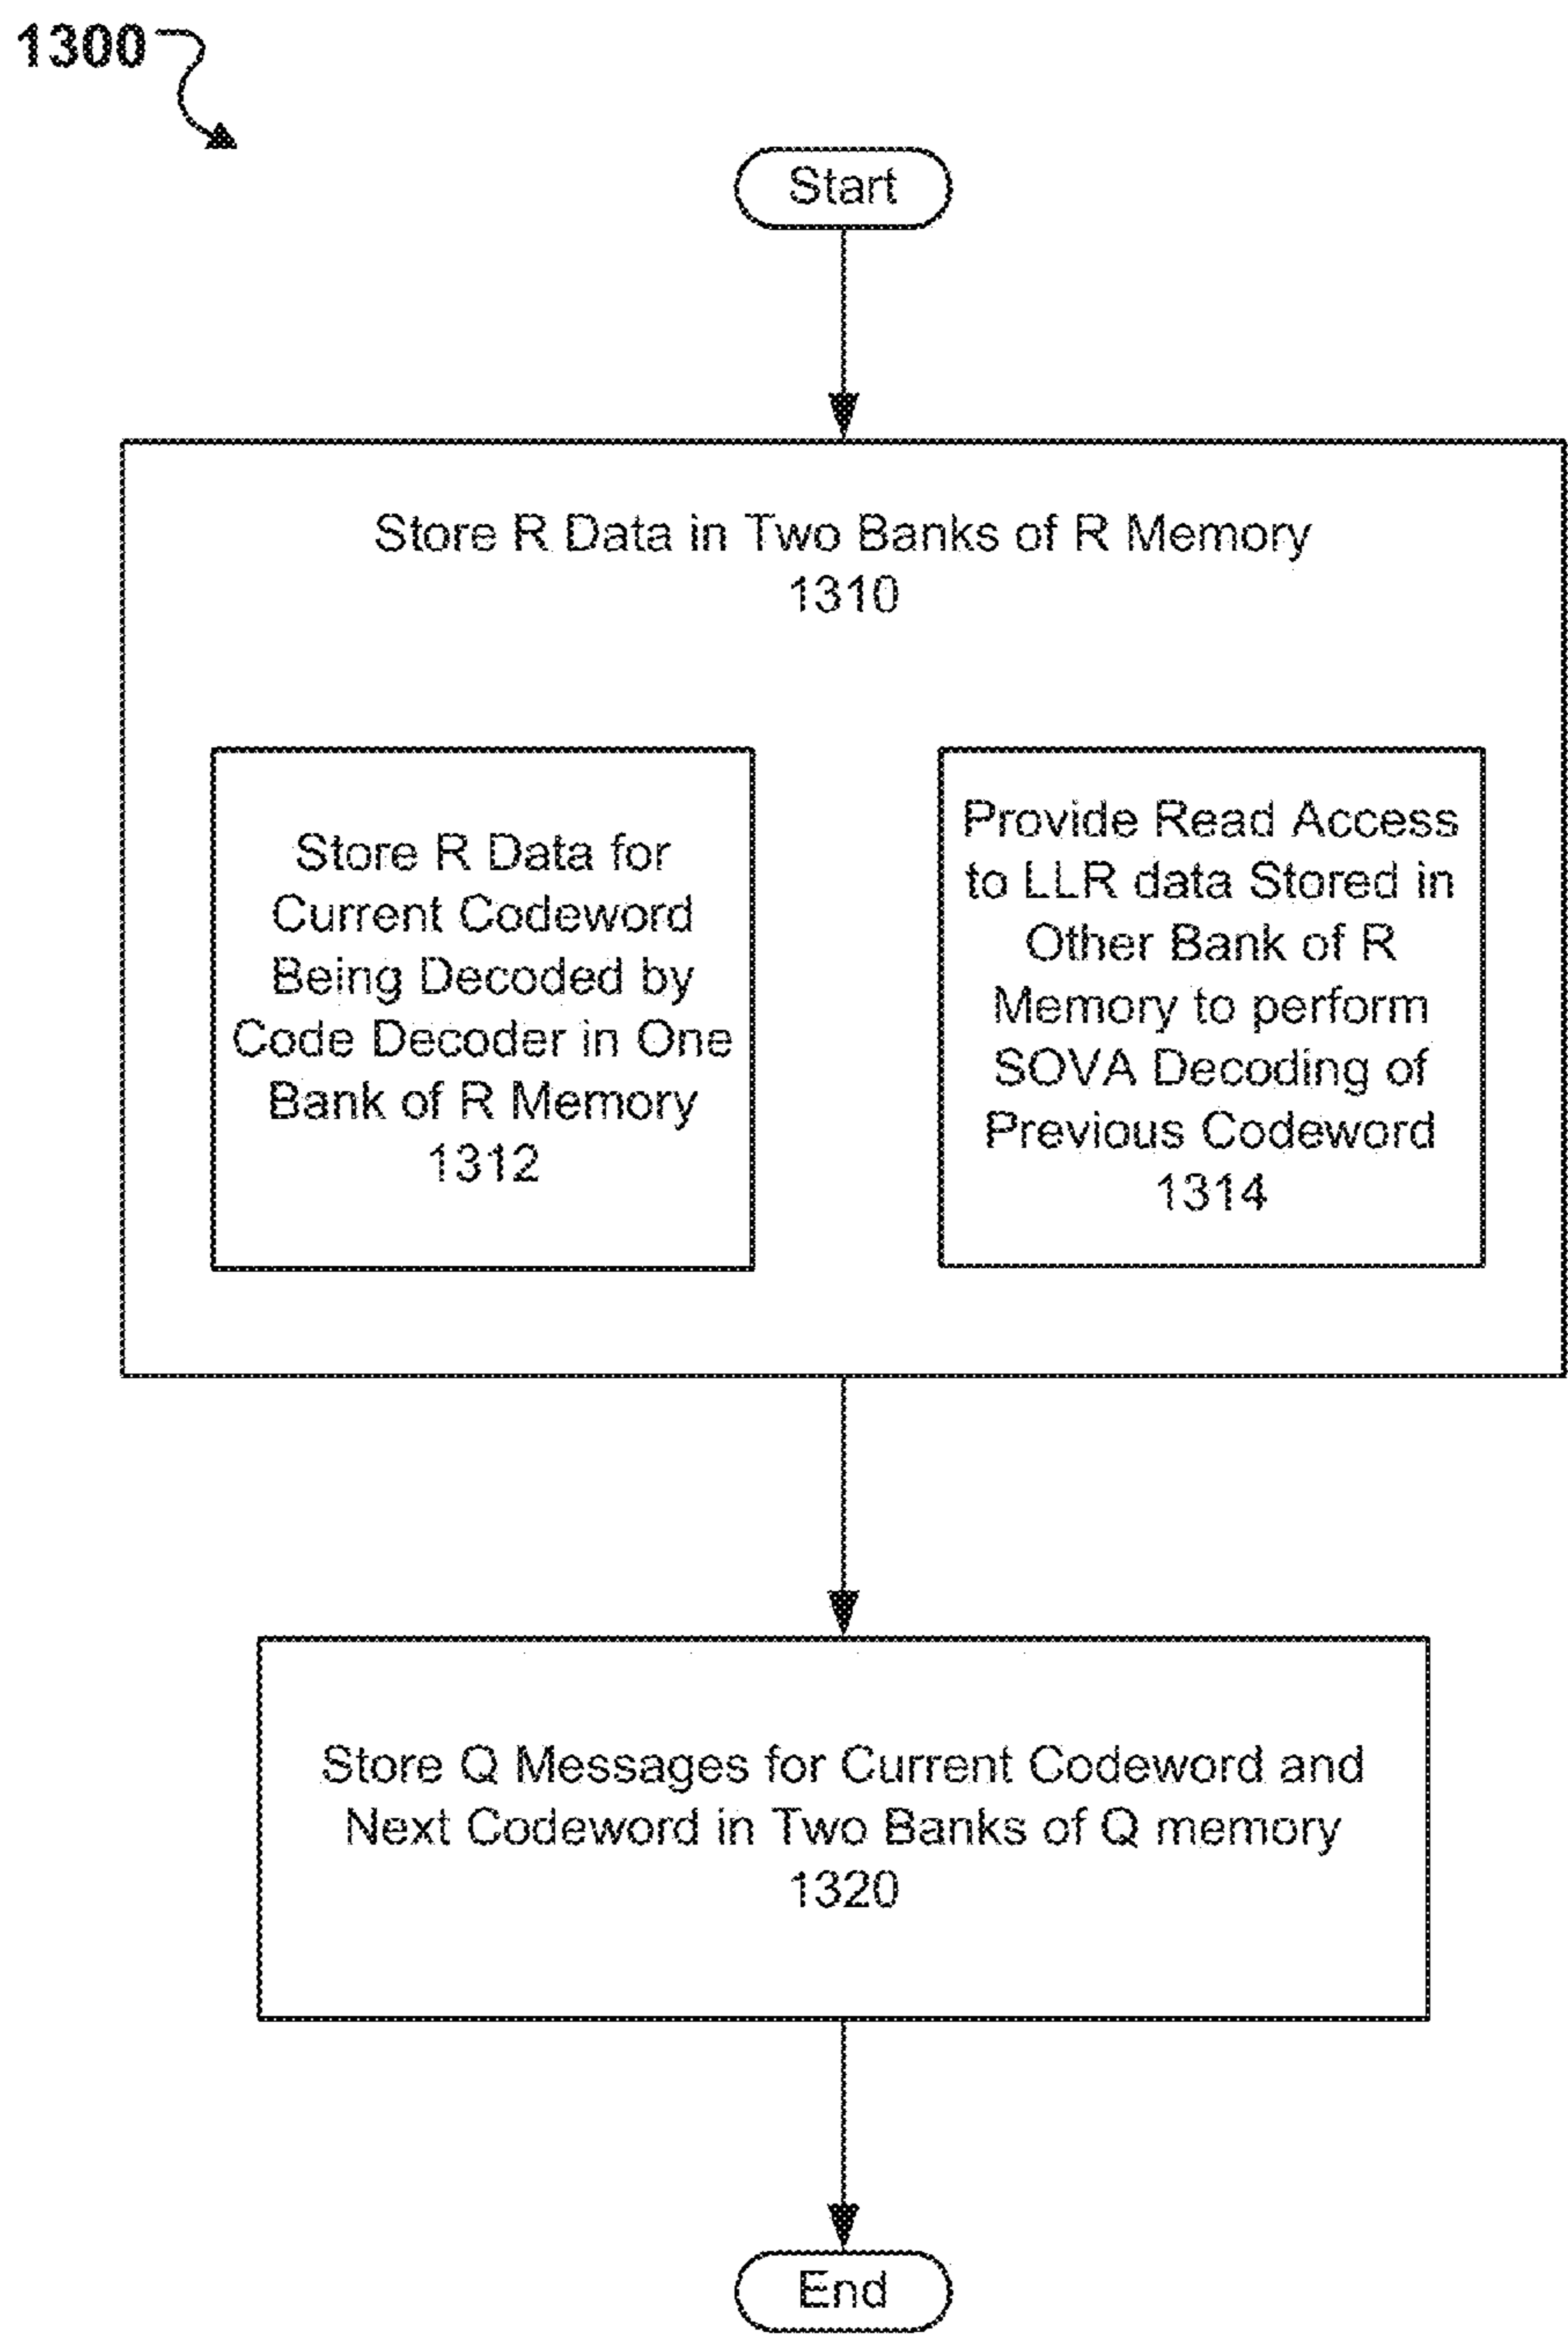 1300
Start
Store R Data in Two Banks of R Memory
1310
Store R Data for
Current Codeword
Being Decoded by
Code Decoder in One
Bank of R Memory
1312
Provide Read Access
to LLR data Stored in
Other Bank of R
Memory to perform
SOVA Decoding of
Previous Codeword
1314
Store Q Messages for Current Codeword and
Next Codeword in Two Banks of Q memory
1320
End